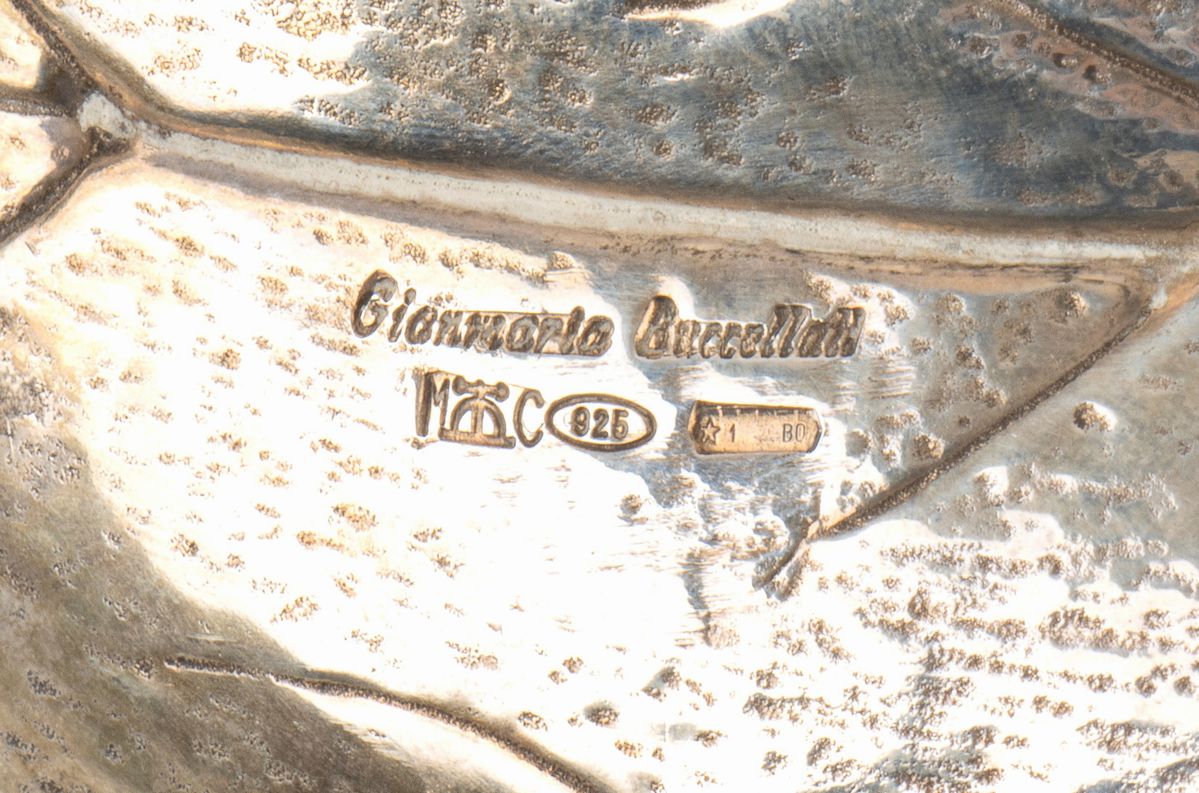 Gianmaria Buccellati
M C 925 ☆ 1 BO